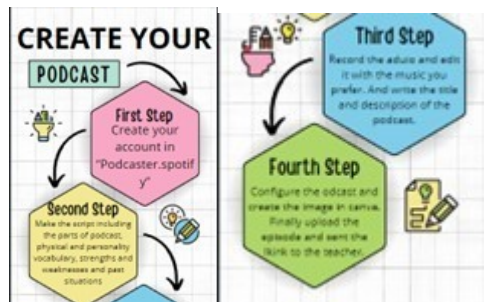 CREATE YOUR
PODCAST
First Step
Create your
account in
"Podcaster.spotif
y"
Second Step
Make the script including
the parts of podcast,
physical and personality
vocabulary, strengths and
weaknesses and past
situations
Third Step
Record the aduio and edit
it with the music you
prefer. And write the title
and description of the
podcast.
Fourth Step
Configure the odcast and
create the image in canva.
Finally upload the
episode and sent the
llkink to the teacher.